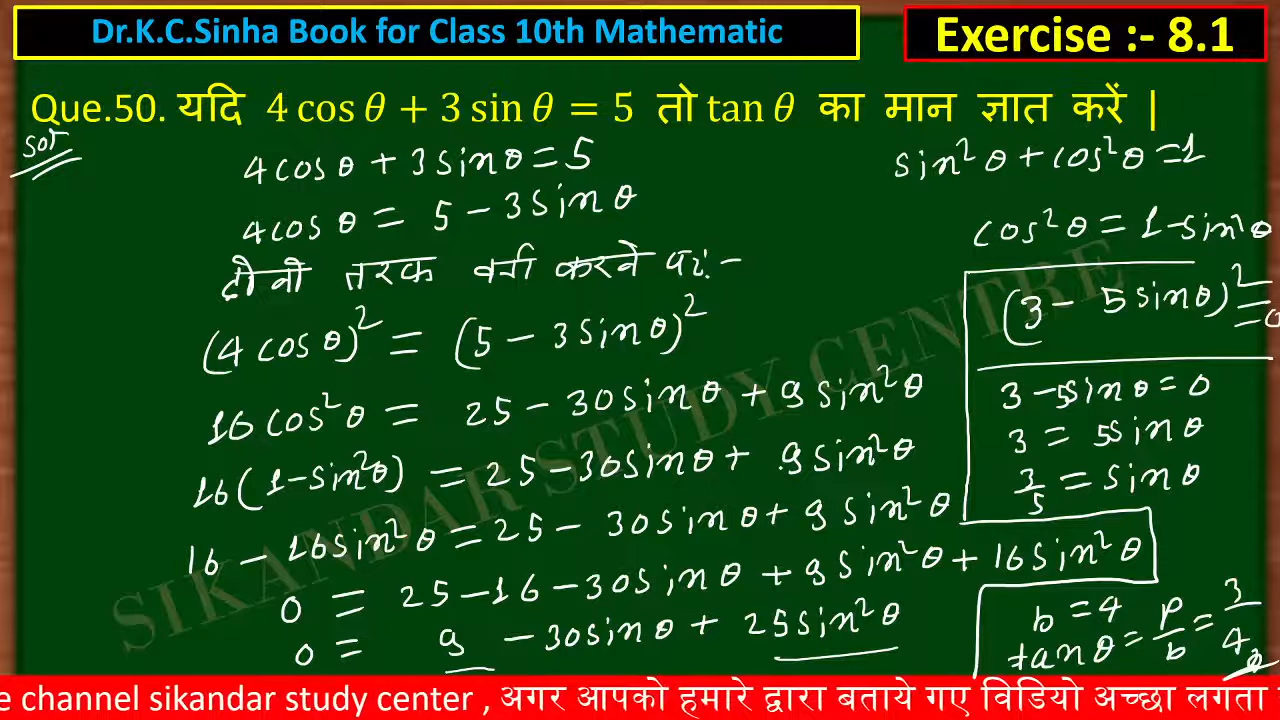 Dr.K.C.Sinha Book for Class 10th Mathematic
Exercise :- 8.1
Que.50. यदि 4 cos θ + 3 sin θ = 5 तो tan θ का मान ज्ञात करें |
Sol
4cosθ + 3sinθ = 5
4cosθ = 5 - 3sinθ
दोनो तरफ वर्ग करने पर:-
(4cosθ)² = (5 - 3sinθ)²
16cos²θ = 25 - 30sinθ + 9sin²θ
16(1-sin²θ) = 25 - 30sinθ + 9sin²θ
16 - 16sin²θ = 25 - 30sinθ + 9sin²θ
0 = 25 - 16 - 30sinθ + 9sin²θ + 16sin²θ
0 = 9 - 30sinθ + 25sin²θ
sin²θ + cos²θ = 1
cos²θ = 1 - sin²θ
(3 - 5sinθ)² = 0
3 - 5sinθ = 0
3 = 5sinθ
3/5 = sinθ
b = 4
tanθ = p/b = 3/4
SIKANDAR STUDY CENTRE
e channel sikandar study center , अगर आपको हमारे द्वारा बताये गए विडियो अच्छा लगता